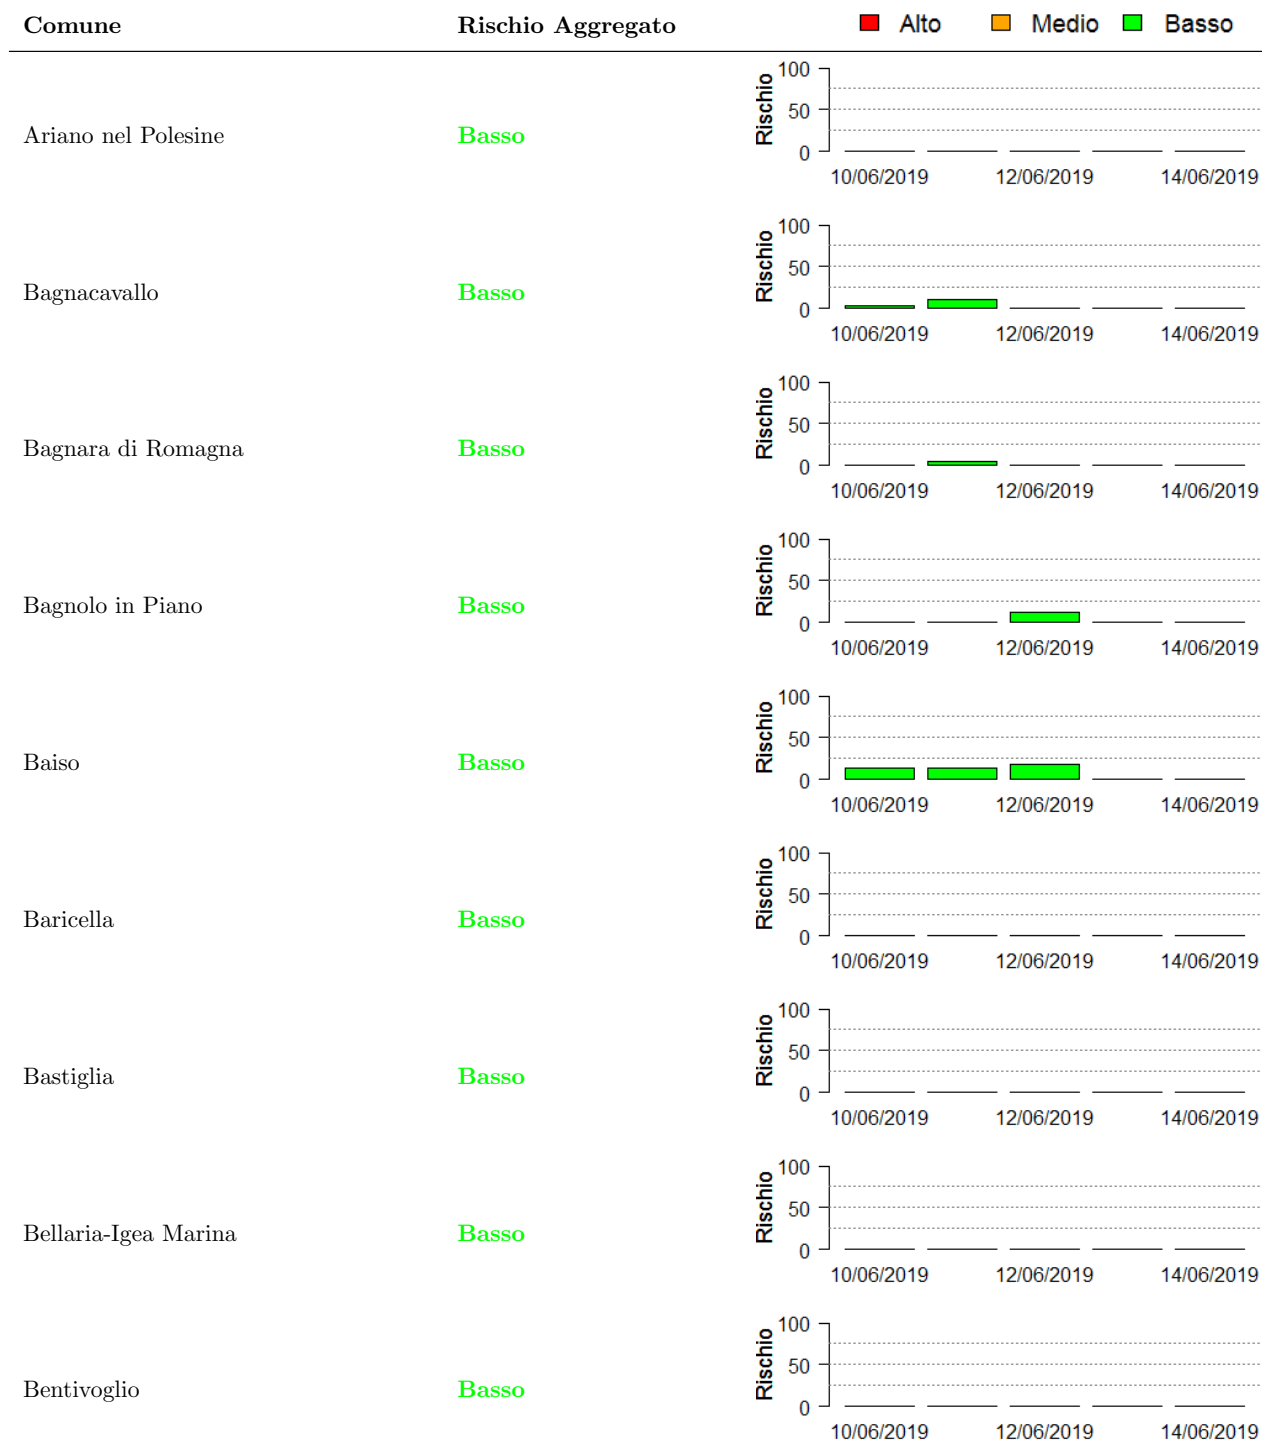 Comune Rischio Aggregato Alto Medio Basso
Ariano nel Polesine Basso
Rischio
100
50
0
10/06/2019 12/06/2019 14/06/2019
Bagnacavallo Basso
Rischio
100
50
0
10/06/2019 12/06/2019 14/06/2019
Bagnara di Romagna Basso
Rischio
100
50
0
10/06/2019 12/06/2019 14/06/2019
Bagnolo in Piano Basso
Rischio
100
50
0
10/06/2019 12/06/2019 14/06/2019
Baiso Basso
Rischio
100
50
0
10/06/2019 12/06/2019 14/06/2019
Baricella Basso
Rischio
100
50
0
10/06/2019 12/06/2019 14/06/2019
Bastiglia Basso
Rischio
100
50
0
10/06/2019 12/06/2019 14/06/2019
Bellaria-Igea Marina Basso
Rischio
100
50
0
10/06/2019 12/06/2019 14/06/2019
Bentivoglio Basso
Rischio
100
50
0
10/06/2019 12/06/2019 14/06/2019